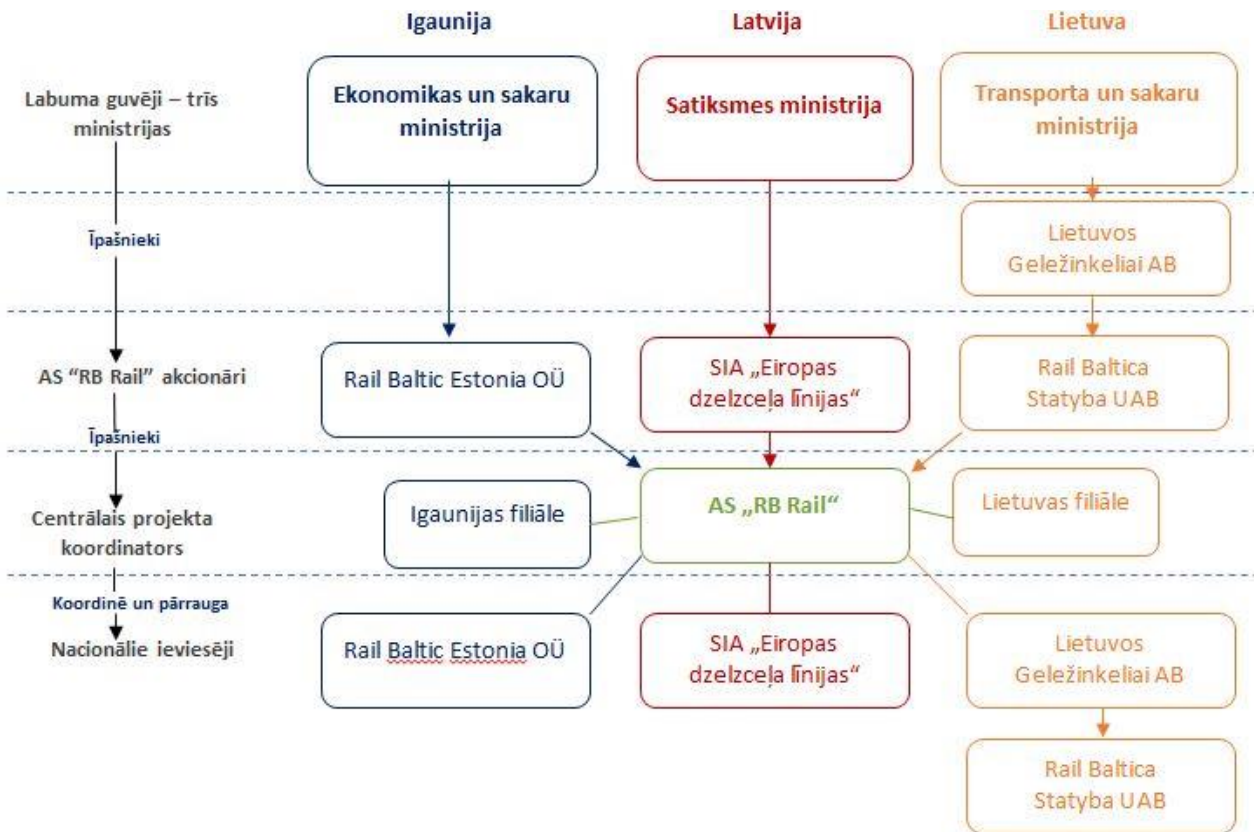 Igaunija
Latvija
Lietuva
Labuma guvēji – trīs
ministrijas
Ekonomikas un sakaru
ministrija
Satiksmes ministrija
Transporta un sakaru
ministrija
Īpašnieki
Lietuvos
Geležinkeliai AB
AS “RB Rail” akcionāri
Rail Baltic Estonia OÜ
SIA „Eiropas
dzelzceļa līnijas“
Rail Baltica
Statyba UAB
Īpašnieki
Centrālais projekta
koordinators
Igaunijas filiāle
AS „RB Rail“
Lietuvas filiāle
Koordinē un pārrauga
Nacionālie ieviesēji
Rail Baltic Estonia OÜ
SIA „Eiropas
dzelzceļa līnijas“
Lietuvos
Geležinkeliai AB
Rail Baltica
Statyba UAB